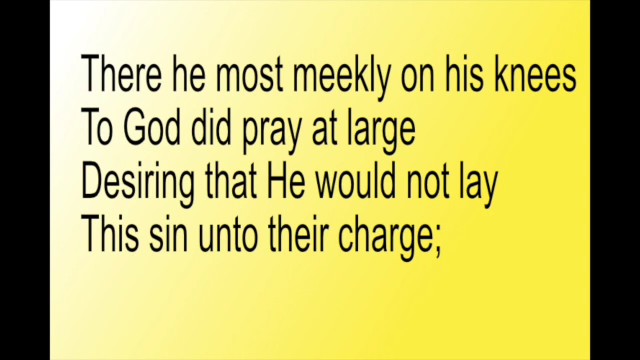 There he most meekly on his knees
To God did pray at large
Desiring that He would not lay
This sin unto their charge;